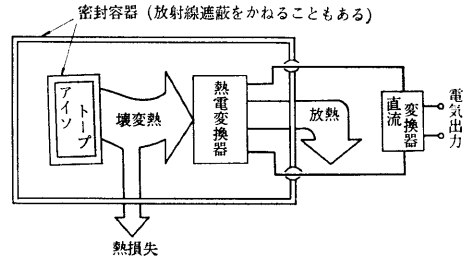 密封容器(放射線遮蔽をかねることもある)
アイソ
トープ
壊変熱
熱電変換器
放熱
直流
変換器
電気出力
熱損失